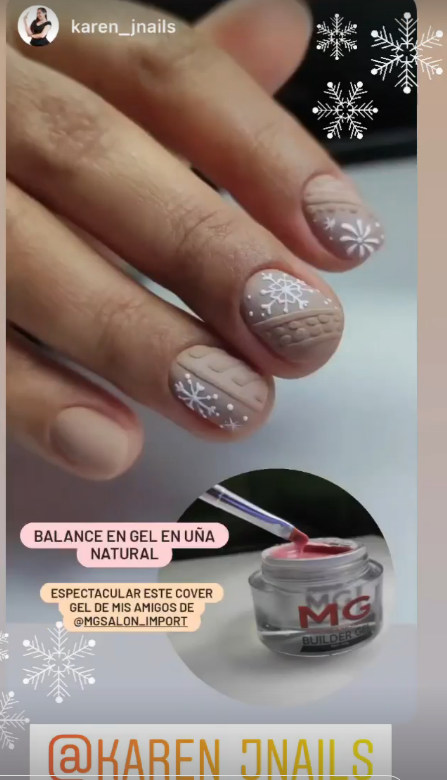 karen_jnails
BALANCE EN GEL EN UÑA
NATURAL
ESPECTACULAR ESTE COVER
GEL DE MIS AMIGOS DE
@MGSALON_IMPORT
MG
BUILDER GEL
@KAREN_JNAILS